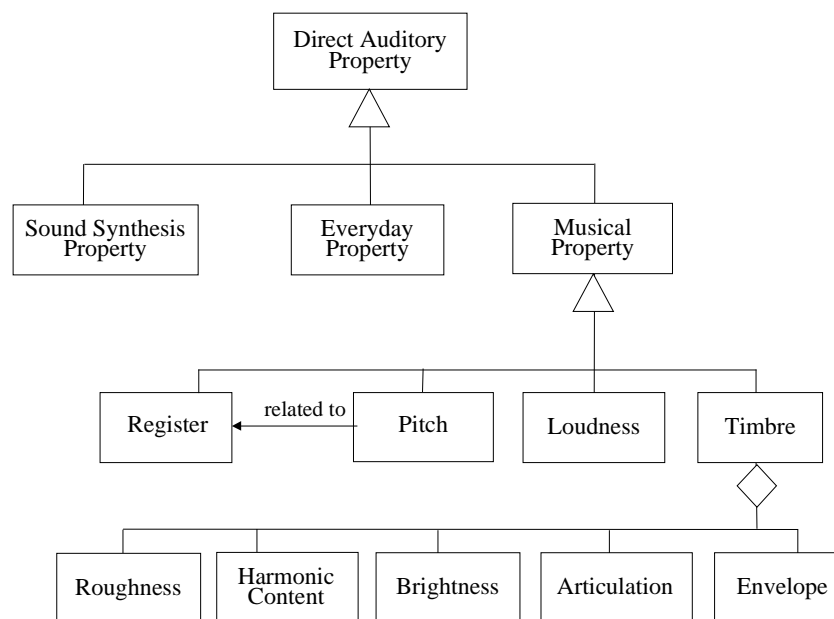 Direct Auditory
Property
Sound Synthesis
Property
Everyday
Property
Musical
Property
Register
related to
Pitch
Loudness
Timbre
Roughness
Harmonic
Content
Brightness
Articulation
Envelope